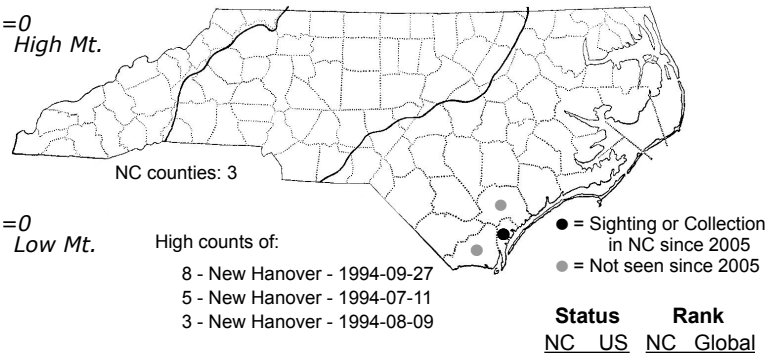 =0
High Mt.
NC counties: 3
=0
Low Mt.
High counts of:
8 - New Hanover - 1994-09-27
5 - New Hanover - 1994-07-11
3 - New Hanover - 1994-08-09
= Sighting or Collection
in NC since 2005
= Not seen since 2005
Status Rank
NC US NC Global